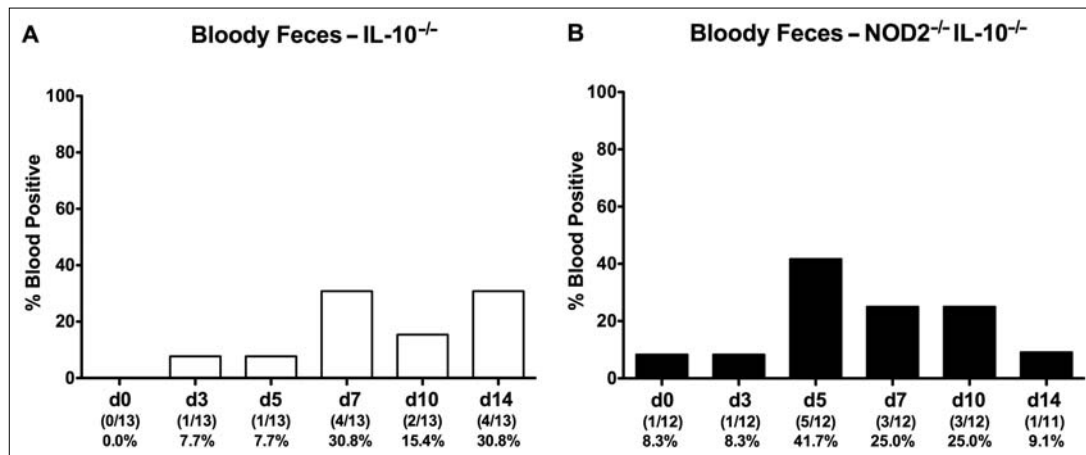 A
Bloody Feces – IL-10-/-
% Blood Positive
100
80
60
40
20
0
d0 d3 d5 d7 d10 d14
(0/13) (1/13) (1/13) (4/13) (2/13) (4/13)
0.0% 7.7% 7.7% 30.8% 15.4% 30.8%
B
Bloody Feces – NOD2-/- IL-10-/-
% Blood Positive
100
80
60
40
20
0
d0 d3 d5 d7 d10 d14
(1/12) (1/12) (5/12) (3/12) (3/12) (1/11)
8.3% 8.3% 41.7% 25.0% 25.0% 9.1%